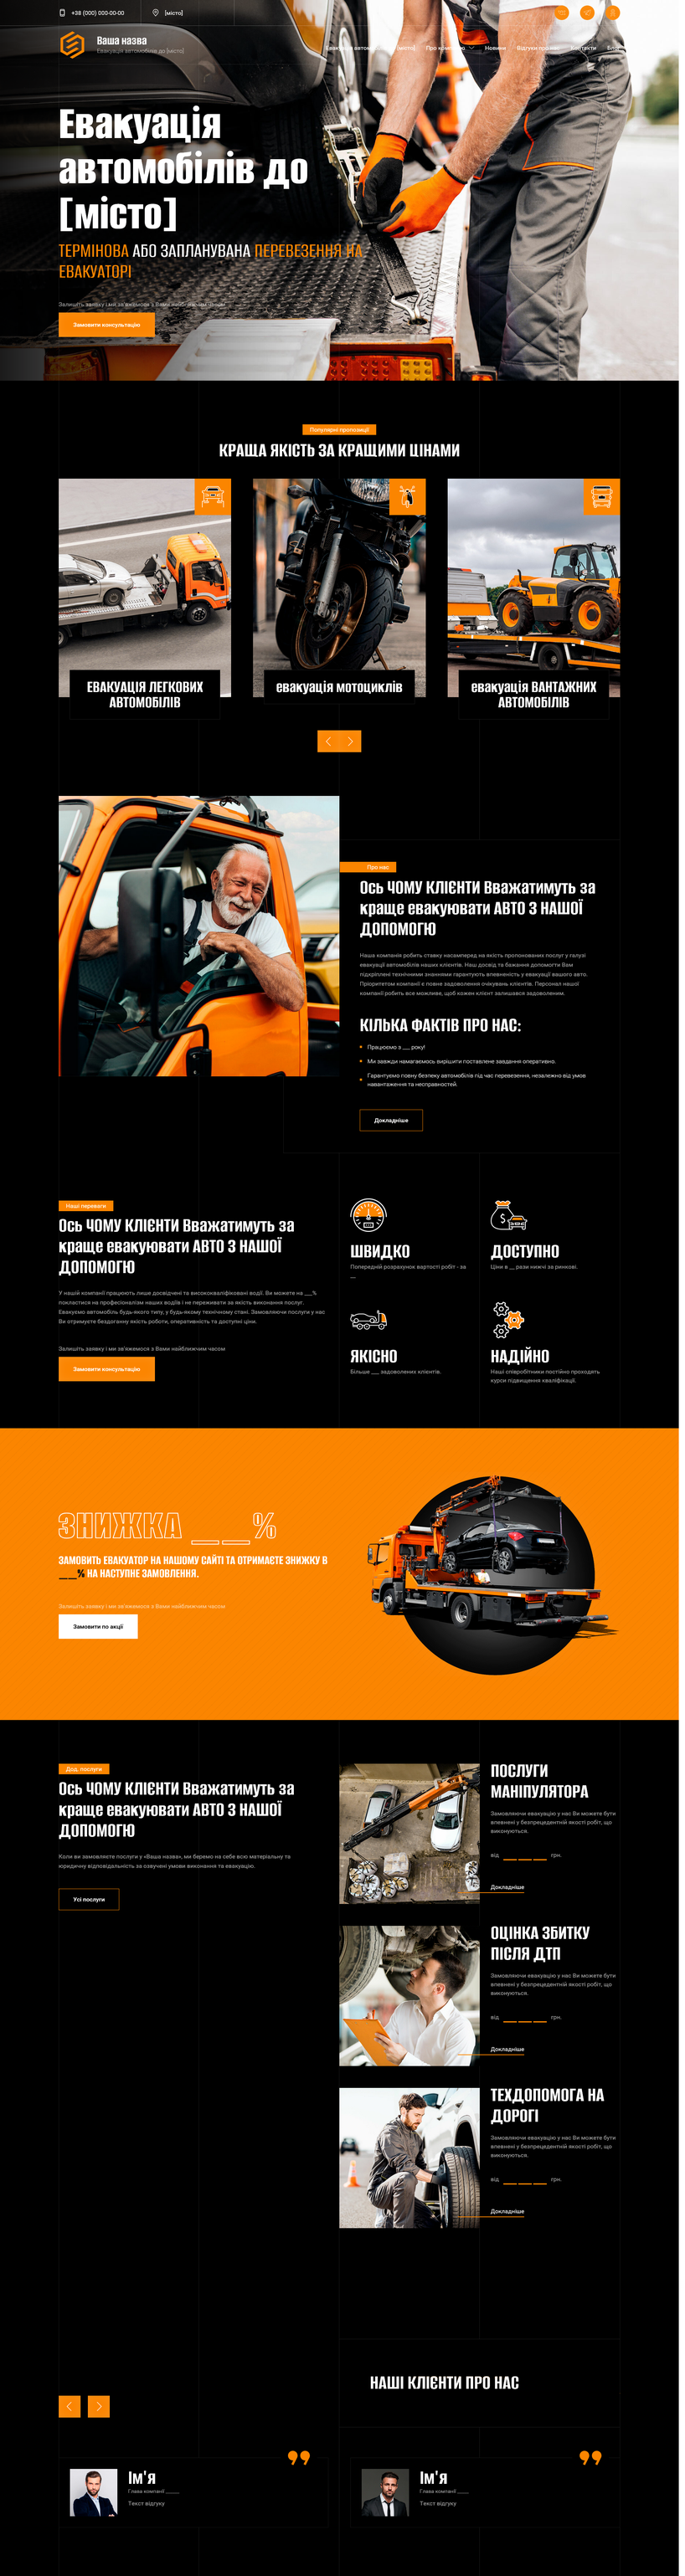 +38 (000) 000-00-00
[місто]
Ваша назва
Евакуація автомобілів до [місто]
Евакуація [місто]
Про компанію
Новини
Відгуки про нас
Контакти
Евакуація
автомобілів до
[місто]
ТЕРМІНОВА АБО ЗАПЛАНУВАНА ПЕРЕВЕЗЕННЯ НА
ЕВАКУАТОРІ
Залишіть заявку і ми зв'яжемося з Вами найближчим часом
Замовити консультацію
Популярні пропозиції
КРАЩА ЯКІСТЬ ЗА КРАЩИМИ ЦІНАМИ
ЕВАКУАЦІЯ ЛЕГКОВИХ
АВТОМОБІЛІВ
евакуація мотоциклів
евакуація ВАНТАЖНИХ
АВТОМОБІЛІВ
Про нас
Ось ЧОМУ КЛІЄНТИ Вважатимуть за
краще евакуювати АВТО З НАШОЇ
ДОПОМОГЮ
Наша компанія робить ставку насамперед на якість пропонованих послуг у галузі
евакуації автомобілів наших клієнтів. Наш досвід та бажання допомогти Вам
підкріплені технічними знаннями гарантують впевненість у евакуації вашого авто.
Пріоритетом компанії є повне задоволення очікувань клієнтів. Персонал нашої
компанії робить все можливе, щоб кожен клієнт залишався задоволеним.
КІЛЬКА ФАКТІВ ПРО НАС:
Працюємо з ___ року!
Ми завжди намагаємось вирішити поставлене завдання оперативно.
Гарантуємо повну безпеку автомобілів під час перевезення, незалежно від умов
навантаження та несправностей.
Докладніше
Наші переваги
Ось ЧОМУ КЛІЄНТИ Вважатимуть за
краще евакуювати АВТО З НАШОЇ
ДОПОМОГЮ
У нашій компанії працюють лише досвідчені та висококваліфіковані водії. Ви можете на ___%
покластися на професіоналізм наших водіїв і не переживати за якість виконання послуг.
Евакуємо автомобіль будь-якого типу, у будь-якому технічному стані. Замовляючи послуги у нас
Ви отримуєте бездоганну якість роботи, оперативність та доступні ціни.
Залишіть заявку і ми зв'яжемося з Вами найближчим часом
Замовити консультацію
ШВИДКО
Попередній розрахунок вартості робіт - за
__
ДОСТУПНО
Ціни в __ рази нижчі за ринкові.
ЯКІСНО
Більше ___ задоволених клієнтів.
НАДІЙНО
Наші співробітники постійно проходять
курси підвищення кваліфікації.
ЗНИЖКА ___%
ЗАМОВИТЬ ЕВАКУАТОР НА НАШОМУ САЙТІ ТА ОТРИМАЄТЕ ЗНИЖКУ В
___% НА НАСТУПНЕ ЗАМОВЛЕННЯ.
Залишіть заявку і ми зв'яжемося з Вами найближчим часом
Замовити по акції
Дод. послуги
Ось ЧОМУ КЛІЄНТИ Вважатимуть за
краще евакуювати АВТО З НАШОЇ
ДОПОМОГЮ
Коли ви замовляєте послуги у «Ваша назва», ми беремо на себе всю матеріальну та
юридичну відповідальність за озвучені умови виконання та евакуацію.
Усі послуги
ПОСЛУГИ
МАНІПУЛЯТОРА
Замовляючи евакуацію у нас Ви можете бути
впевнені у безпрецедентній якості робіт, що
виконуються.
від ___ грн.
Докладніше
ОЦІНКА ЗБИТКУ
ПІСЛЯ ДТП
Замовляючи евакуацію у нас Ви можете бути
впевнені у безпрецедентній якості робіт, що
виконуються.
від ___ грн.
Докладніше
ТЕХДОПОМОГА НА
ДОРОГІ
Замовляючи евакуацію у нас Ви можете бути
впевнені у безпрецедентній якості робіт, що
виконуються.
від ___ грн.
Докладніше
НАШІ КЛІЄНТИ ПРО НАС
Ім'я
Глава компанії ____
Текст відгуку
Ім'я
Глава компанії ____
Текст відгуку